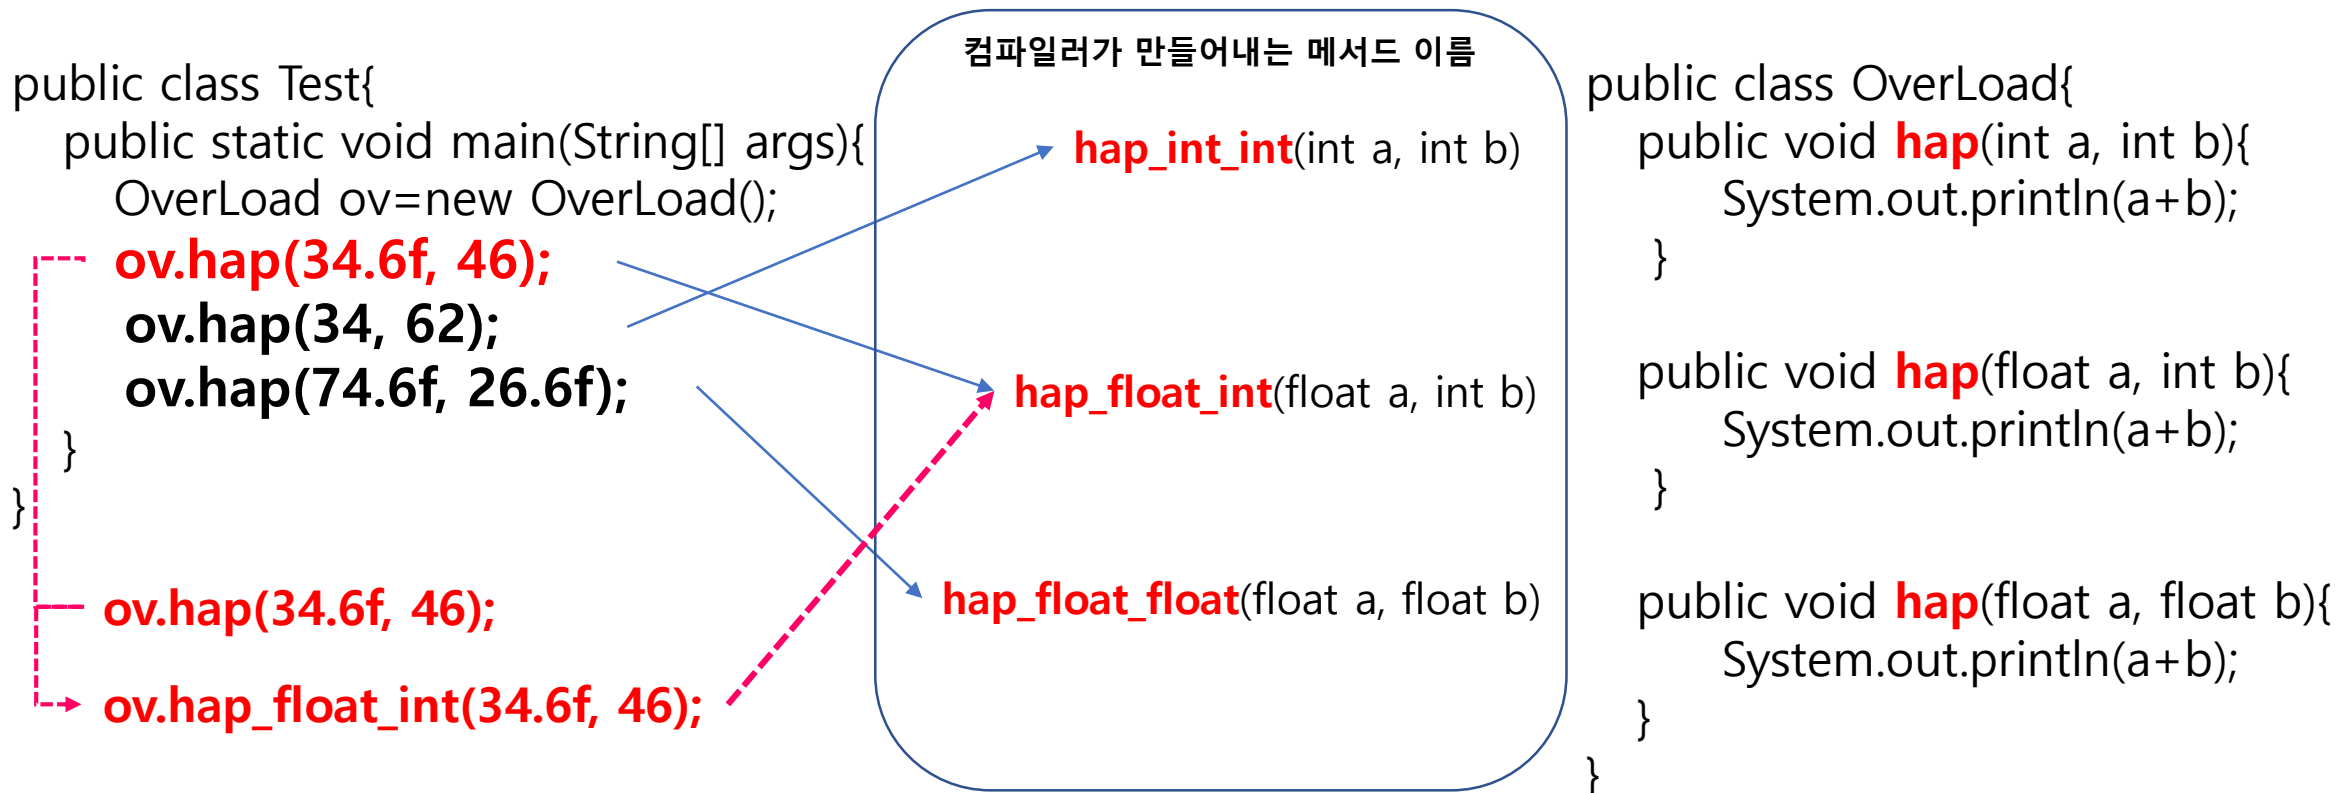 public class Test{
public static void main(String[] args){
OverLoad ov=new OverLoad();
ov.hap(34.6f, 46);
ov.hap(34, 62);
ov.hap(74.6f, 26.6f);
}
}
ov.hap(34.6f, 46);
ov.hap_float_int(34.6f, 46);
컴파일러가 만들어내는 메서드 이름
hap_int_int(int a, int b)
hap_float_int(float a, int b)
hap_float_float(float a, float b)
public class OverLoad{
public void hap(int a, int b){
System.out.println(a+b);
}
public void hap(float a, int b){
System.out.println(a+b);
}
public void hap(float a, float b){
System.out.println(a+b);
}
}